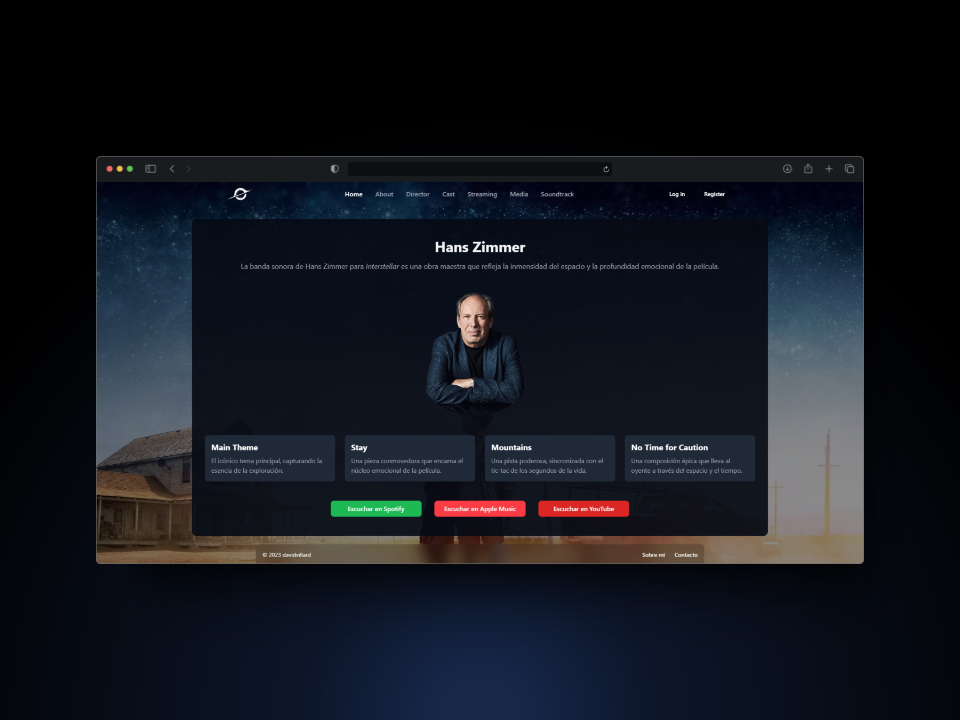 Home About Director Cast Streaming Media Soundtrack Log in Register
Hans Zimmer
La banda sonora de Hans Zimmer para Interstellar es una obra maestra que refleja la inmensidad del espacio y la profundidad emocional de la película.
Main Theme
El icónico tema principal, capturando la
esencia de la exploración.
Stay
Una pieza conmovedora que encarna el
núcleo emocional de la película.
Mountains
Una pista poderosa, sincronizada con el
tic-tac de los segundos de la vida.
No Time for Caution
Una composición épica que lleva al
oyente a través del espacio y el tiempo.
Escuchar en Spotify
Escuchar en Apple Music
Escuchar en YouTube
© 2023 davidvillard
Sobre mi Contacto